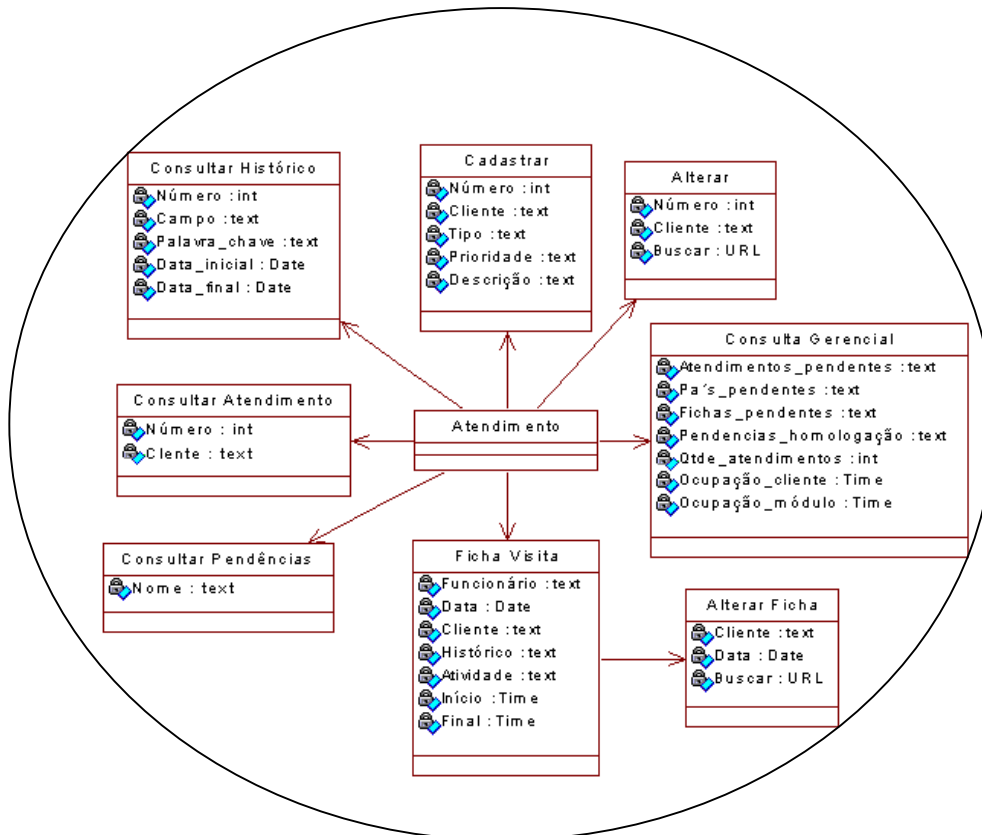 Consultar Histórico
Número : int
Campo : text
Palavra_chave : text
Data_inicial : Date
Data_final : Date
Cadastrar
Número : int
Cliente : text
Tipo : text
Prioridade : text
Descrição : text
Alterar
Número : int
Cliente : text
Buscar : URL
Consulta Gerencial
Atendimentos_pendentes : text
Pa´s_pendentes : text
Fichas_pendentes : text
Pendencias_homologação : text
Qtde_atendimentos : int
Ocupação_cliente : Time
Ocupação_módulo : Time
Consultar Atendimento
Número : int
Clente : text
Atendimento
Consultar Pendências
Nome : text
Ficha Visita
Funcionário : text
Data : Date
Cliente : text
Histórico : text
Atividade : text
Início : Time
Final : Time
Alterar Ficha
Cliente : text
Data : Date
Buscar : URL